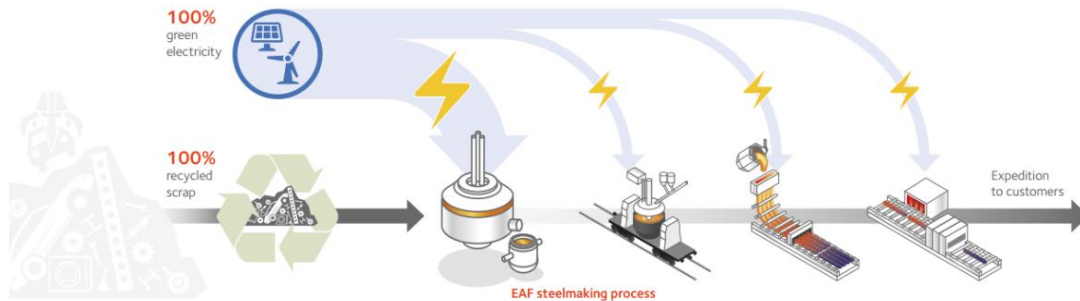 100%
green
electricity
100%
recycled
scrap
Expedition
to customers
EAF steelmaking process